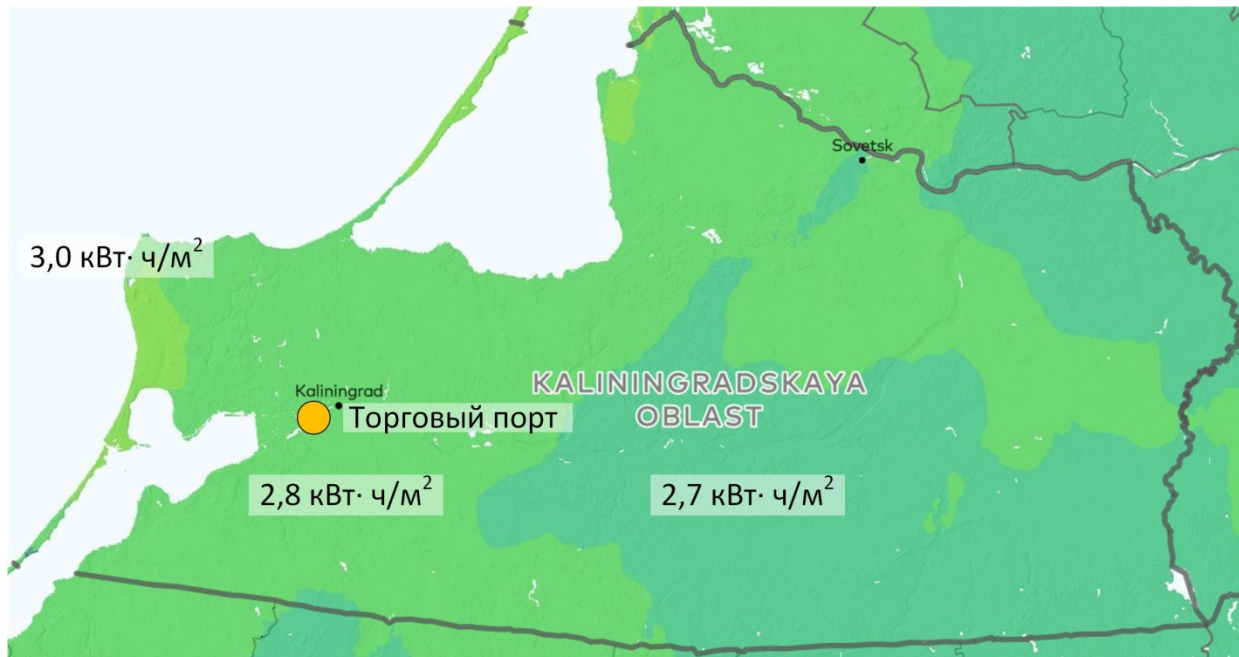 Sovetsk
3,0 кВт· ч/м²
Kaliningrad
KALININGRADSKAYA
OBLAST
Торговый порт
2,8 кВт· ч/м²
2,7 кВт· ч/м²